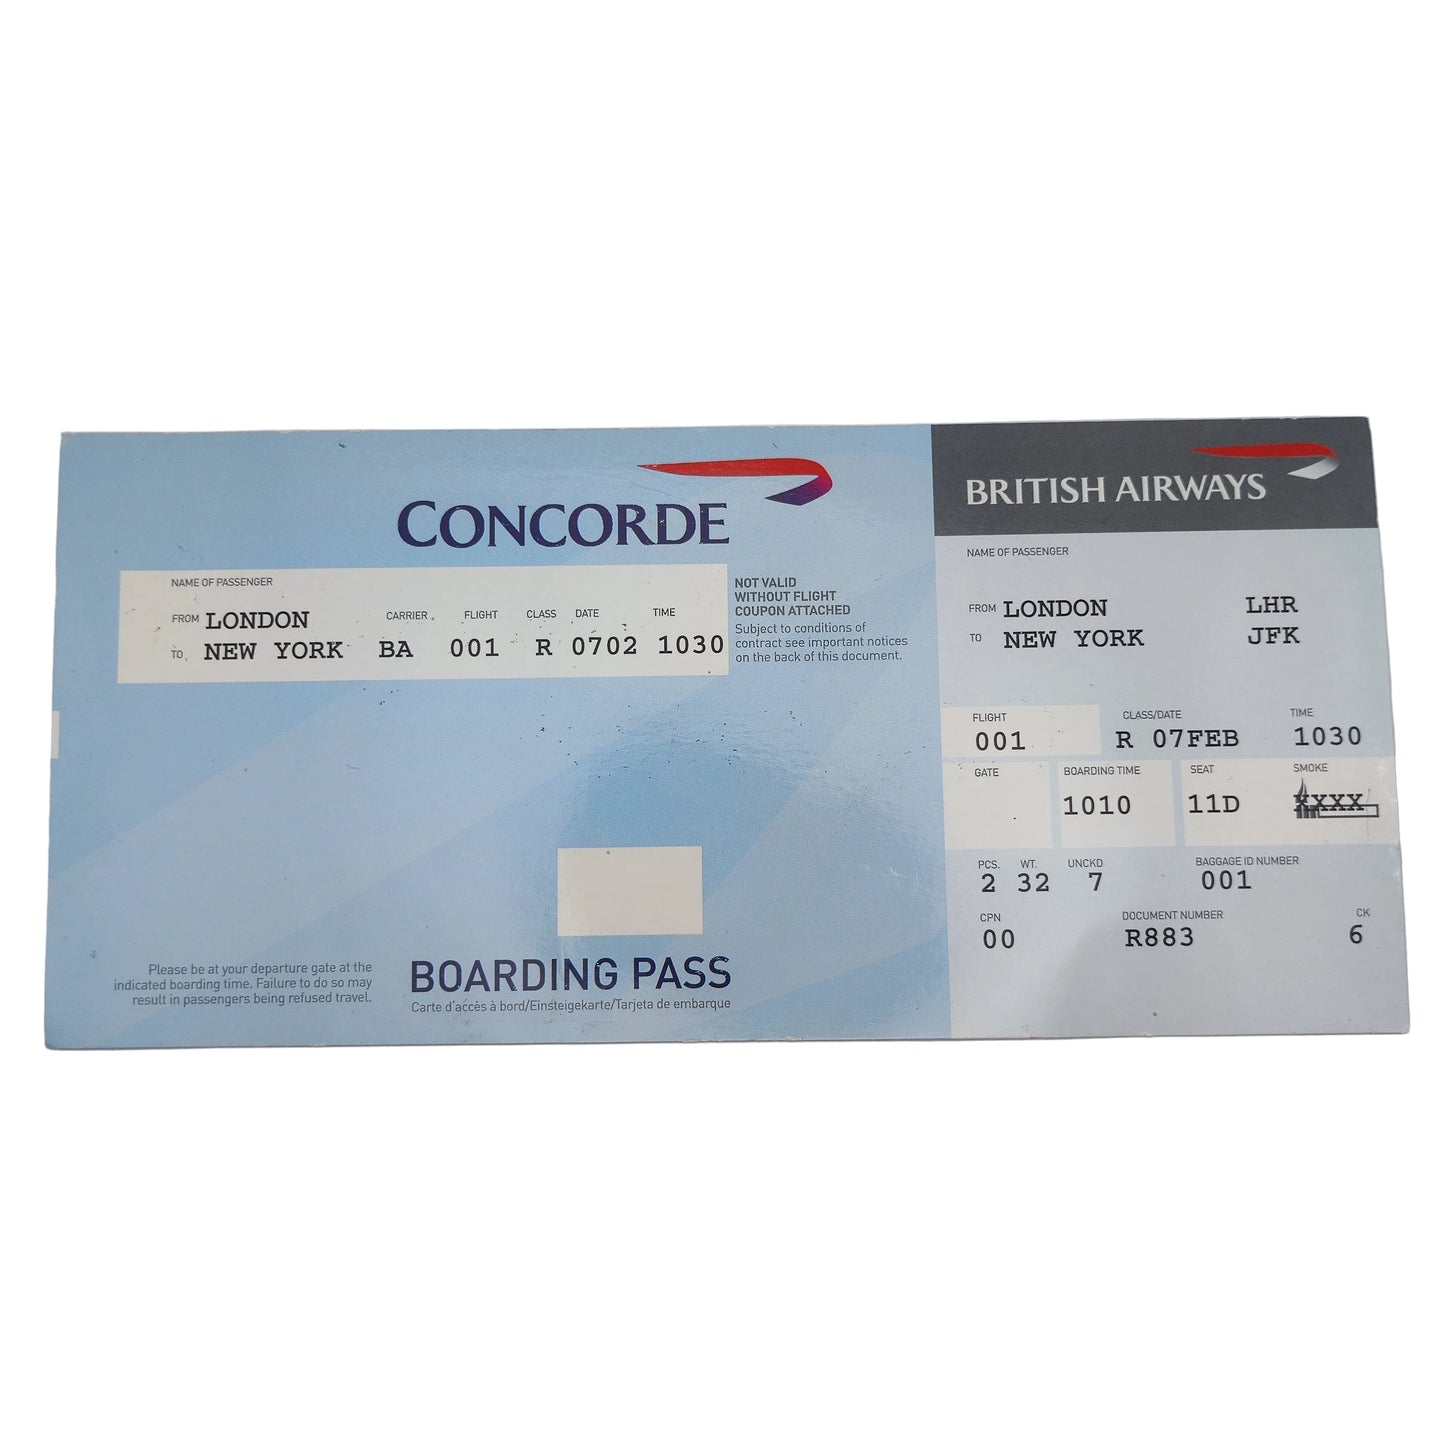 CONCORDE
NAME OF PASSENGER
FROM LONDON CARRIER FLIGHT CLASS DATE TIME
TO NEW YORK BA 001 R 0702 1030
NOT VALID
WITHOUT FLIGHT
COUPON ATTACHED
Subject to conditions of
contract see important notices
on the back of this document.
Please be at your departure gate at the
indicated boarding time. Failure to do so may
result in passengers being refused travel.
BOARDING PASS
Carte d'accès à bord/Einsteigekarte/Tarjeta de embarque
BRITISH AIRWAYS
NAME OF PASSENGER
FROM LONDON LHR
TO NEW YORK JFK
FLIGHT CLASS/DATE TIME
001 R 07FEB 1030
GATE BOARDING TIME SEAT SMOKE
1010 11D XXXX
PCS. WT. UNCKD BAGGAGE ID NUMBER
2 32 7 001
CPN DOCUMENT NUMBER CK
00 R883 6